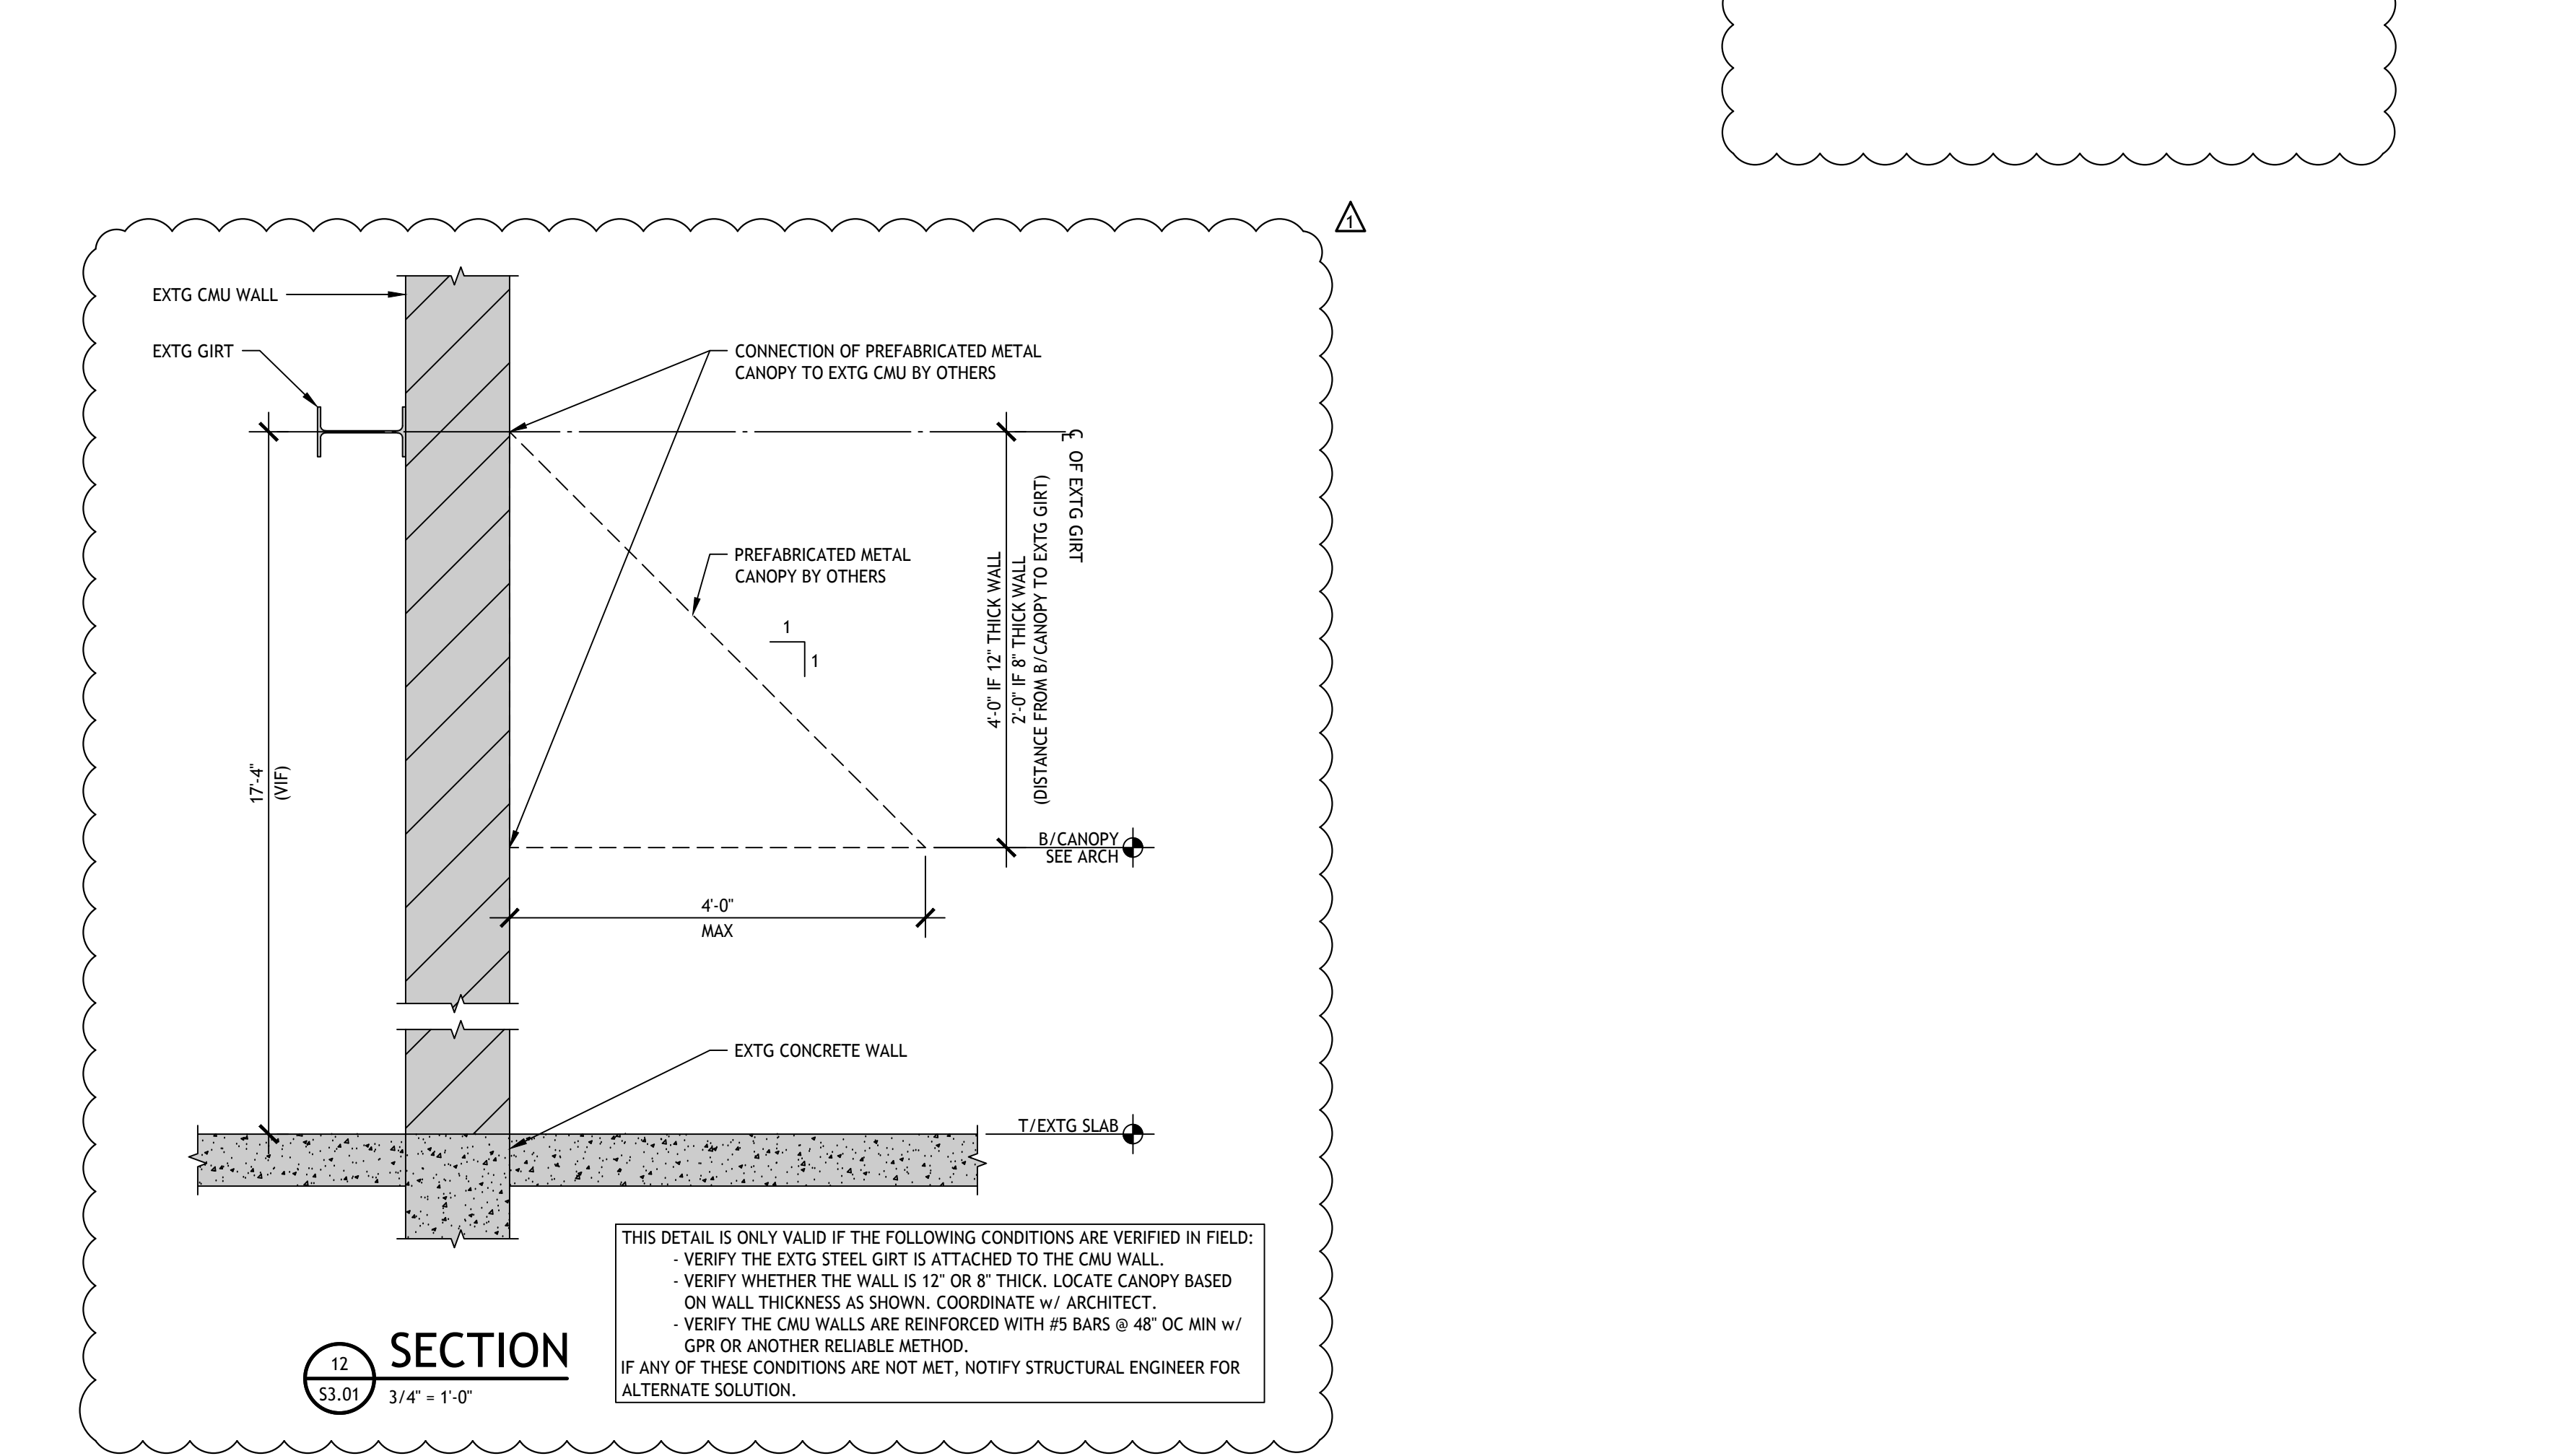 1
EXTG CMU WALL
EXTG GIRT
CONNECTION OF PREFABRICATED METAL
CANOPY TO EXTG CMU BY OTHERS
℄ OF EXTG GIRT
PREFABRICATED METAL
CANOPY BY OTHERS
1
1
4'-0" IF 12" THICK WALL
2'-0" IF 8" THICK WALL
(DISTANCE FROM B/CANOPY TO EXTG GIRT)
17'-4"
(VIF)
B/CANOPY
SEE ARCH
4'-0"
MAX
EXTG CONCRETE WALL
T/EXTG SLAB
THIS DETAIL IS ONLY VALID IF THE FOLLOWING CONDITIONS ARE VERIFIED IN FIELD:
- VERIFY THE EXTG STEEL GIRT IS ATTACHED TO THE CMU WALL.
- VERIFY WHETHER THE WALL IS 12" OR 8" THICK. LOCATE CANOPY BASED
ON WALL THICKNESS AS SHOWN. COORDINATE w/ ARCHITECT.
- VERIFY THE CMU WALLS ARE REINFORCED WITH #5 BARS @ 48" OC MIN w/
GPR OR ANOTHER RELIABLE METHOD.
IF ANY OF THESE CONDITIONS ARE NOT MET, NOTIFY STRUCTURAL ENGINEER FOR
ALTERNATE SOLUTION.
12
S3.01
SECTION
3/4" = 1'-0"